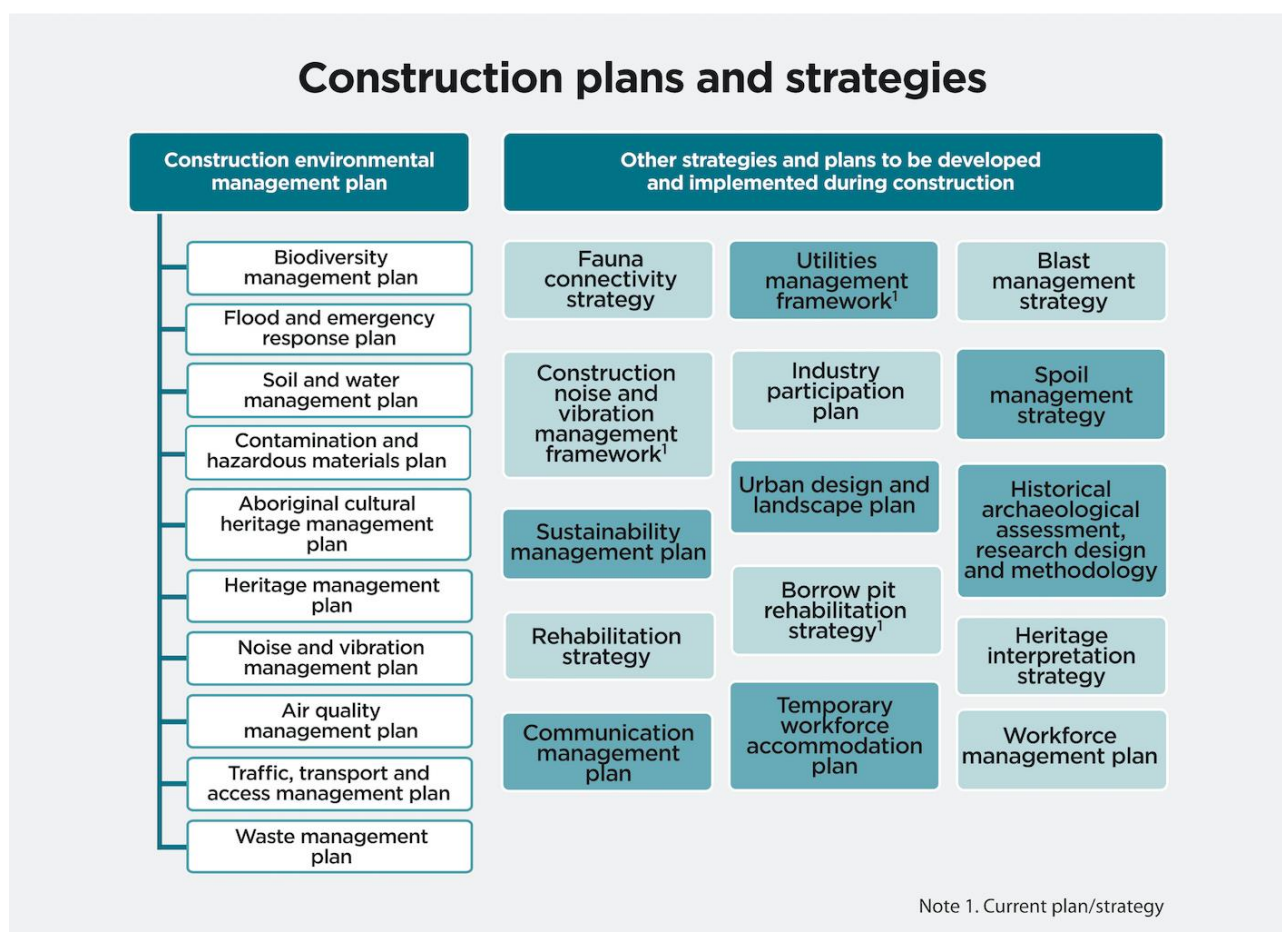 Construction plans and strategies
Construction environmental
management plan
Biodiversity
management plan
Flood and emergency
response plan
Soil and water
management plan
Contamination and
hazardous materials plan
Aboriginal cultural
heritage management
plan
Heritage management
plan
Noise and vibration
management plan
Air quality
management plan
Traffic, transport and
access management plan
Waste management
plan
Other strategies and plans to be developed
and implemented during construction
Fauna
connectivity
strategy
Construction
noise and
vibration
management
framework¹
Sustainability
management plan
Rehabilitation
strategy
Communication
management
plan
Utilities
management
framework¹
Industry
participation
plan
Urban design and
landscape plan
Borrow pit
rehabilitation
strategy¹
Temporary
workforce
accommodation
plan
Blast
management
strategy
Spoil
management
strategy
Historical
archaeological
assessment,
research design
and methodology
Heritage
interpretation
strategy
Workforce
management plan
Note 1. Current plan/strategy